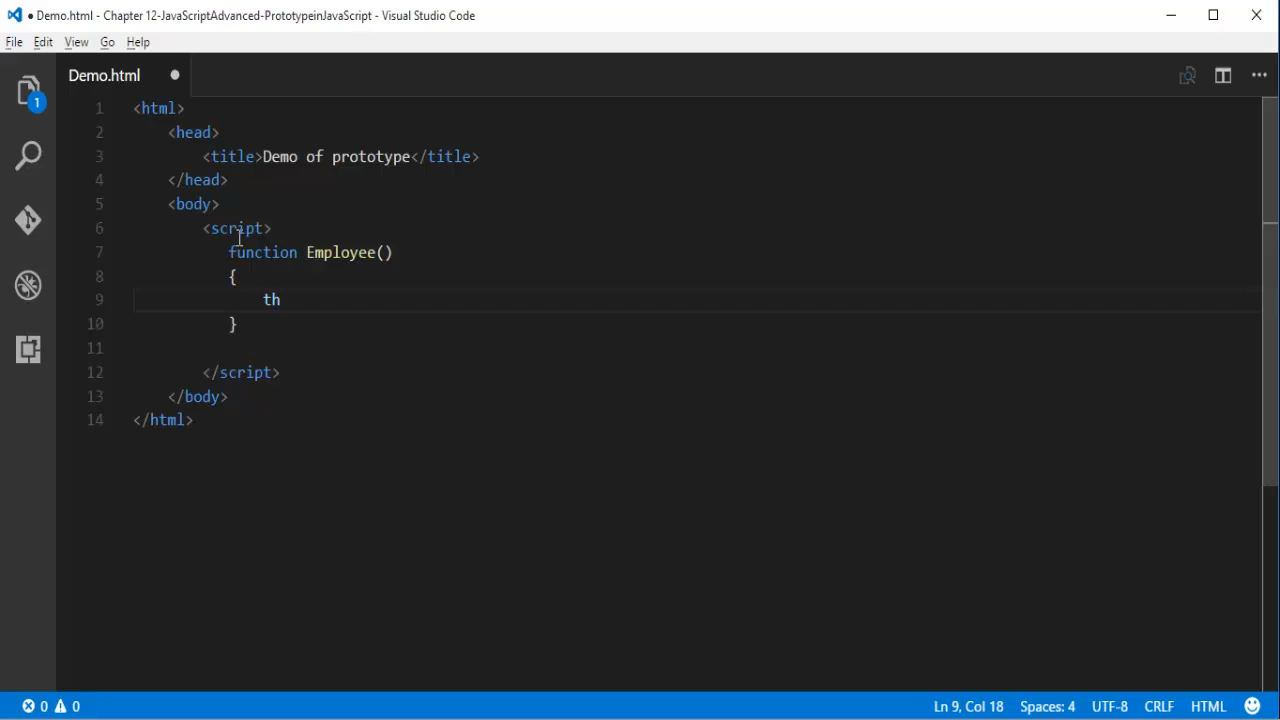 ● Demo.html - Chapter 12-JavaScriptAdvanced-PrototypeinJavaScript - Visual Studio Code
File Edit View Go Help
Demo.html
1
1 <html>
2 <head>
3 <title>Demo of prototype</title>
4 </head>
5 <body>
6 <script>
7 function Employee()
8 {
9 th
10 }
11
12 </script>
13 </body>
14 </html>
0 0 Ln 9, Col 18 Spaces: 4 UTF-8 CRLF HTML